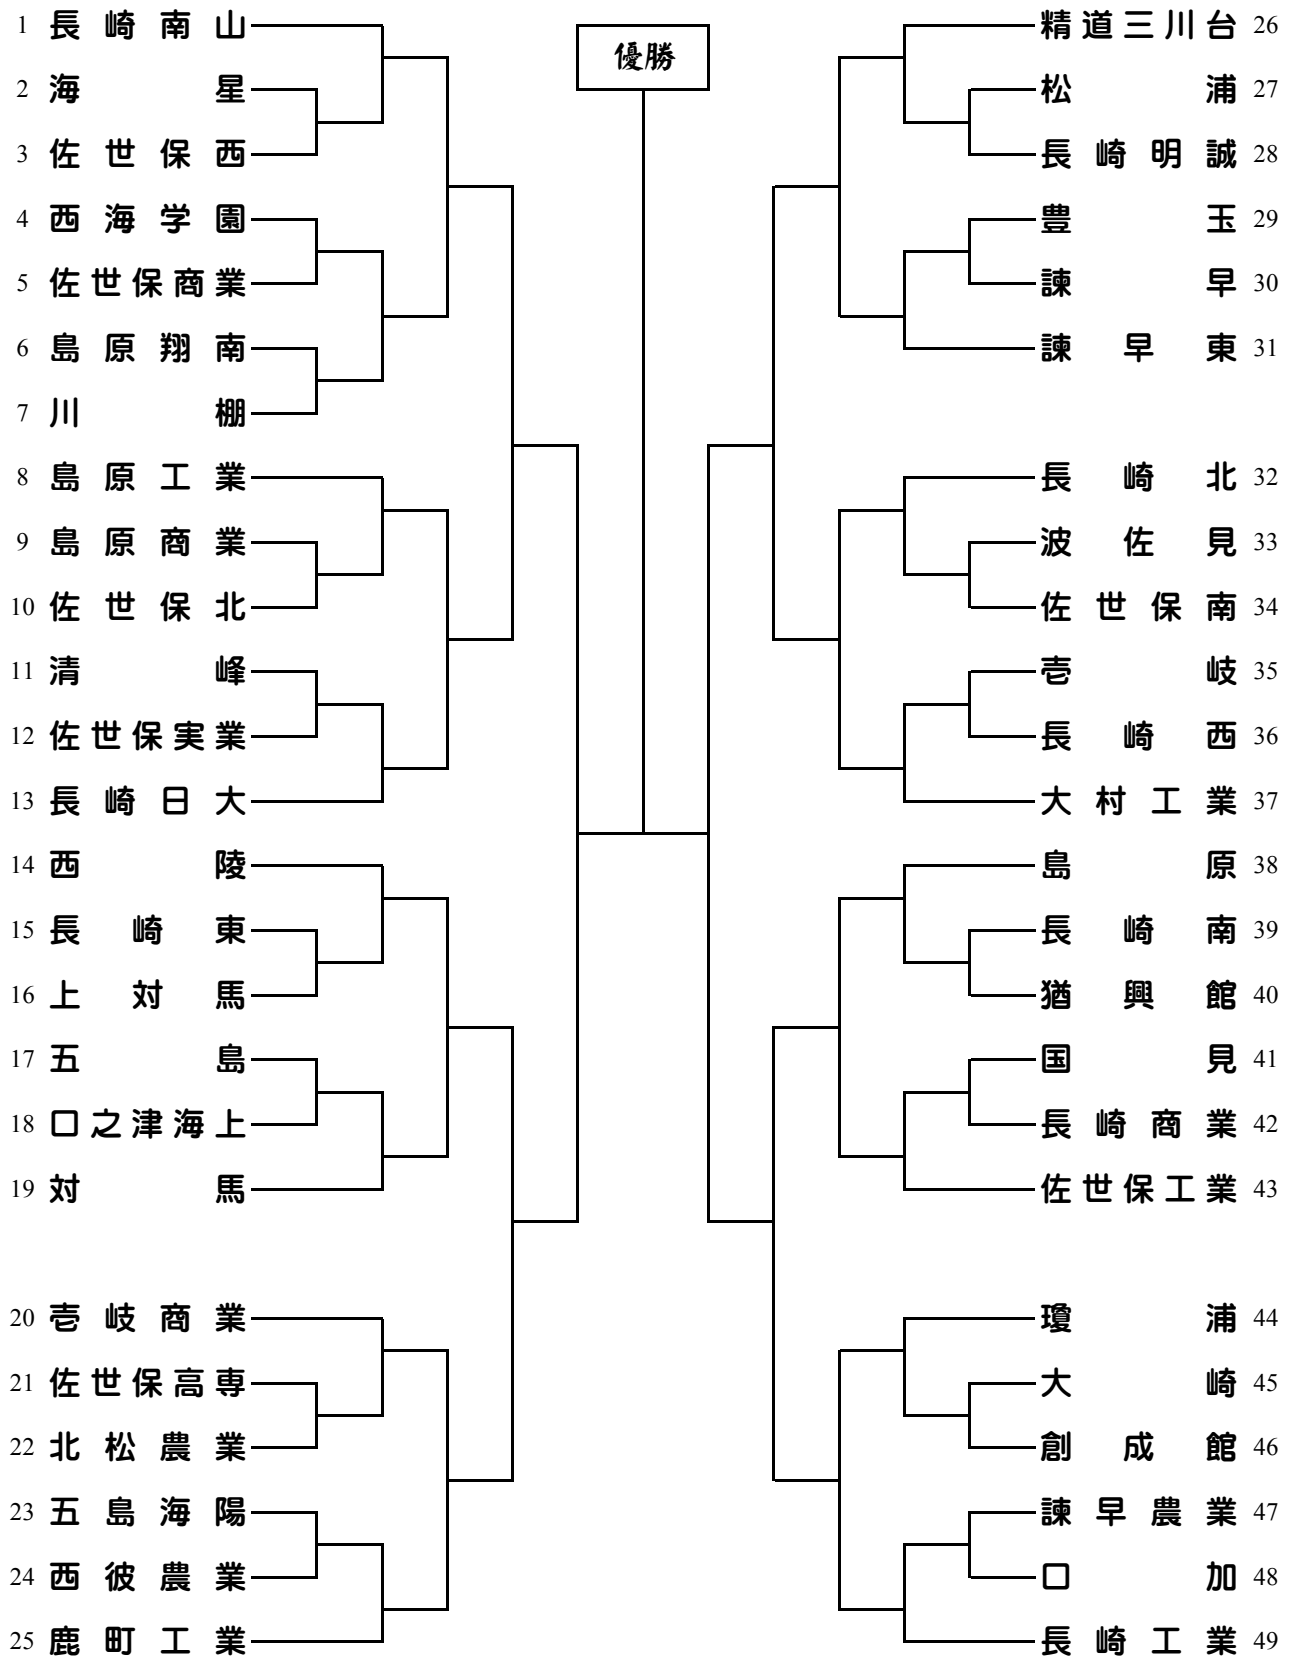 優勝
1 長崎南山
2 海星
3 佐世保西
4 西海学園
5 佐世保商業
6 島原翔南
7 川棚
8 島原工業
9 島原商業
10 佐世保北
11 清峰
12 佐世保実業
13 長崎日大
14 西陵
15 長崎東
16 上対馬
17 五島
18 口之津海上
19 対馬
20 壱岐商業
21 佐世保高専
22 北松農業
23 五島海陽
24 西彼農業
25 鹿町工業
精道三川台 26
松浦 27
長崎明誠 28
豊玉 29
諫早 30
諫早東 31
長崎北 32
波佐見 33
佐世保南 34
壱岐 35
長崎西 36
大村工業 37
島原 38
長崎南 39
猶興館 40
国見 41
長崎商業 42
佐世保工業 43
瓊浦 44
大崎 45
創成館 46
諫早農業 47
口加 48
長崎工業 49